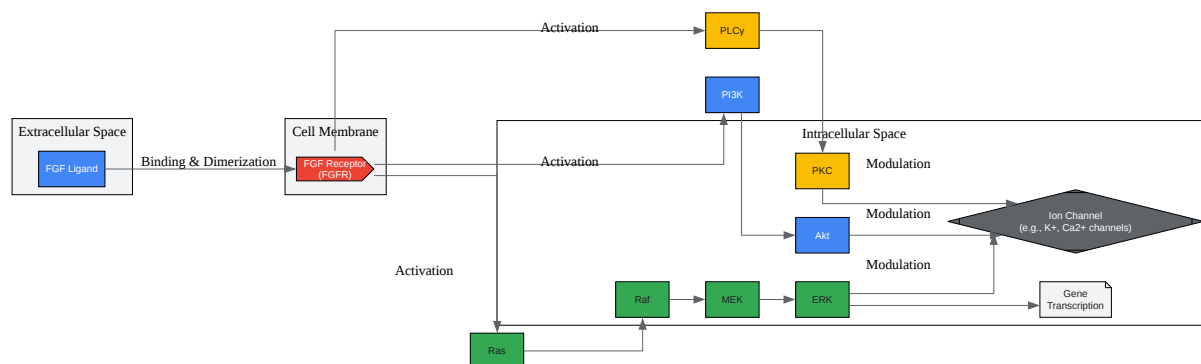 Activation
PLCγ
PI3K
Extracellular Space
Cell Membrane
Intracellular Space
FGF Ligand
Binding & Dimerization
FGF Receptor
(FGFR)
Activation
PKC
Modulation
Modulation
Ion Channel
(e.g., K+, Ca2+ channels)
Akt
Modulation
Activation
Raf
MEK
ERK
Gene
Transcription
Ras